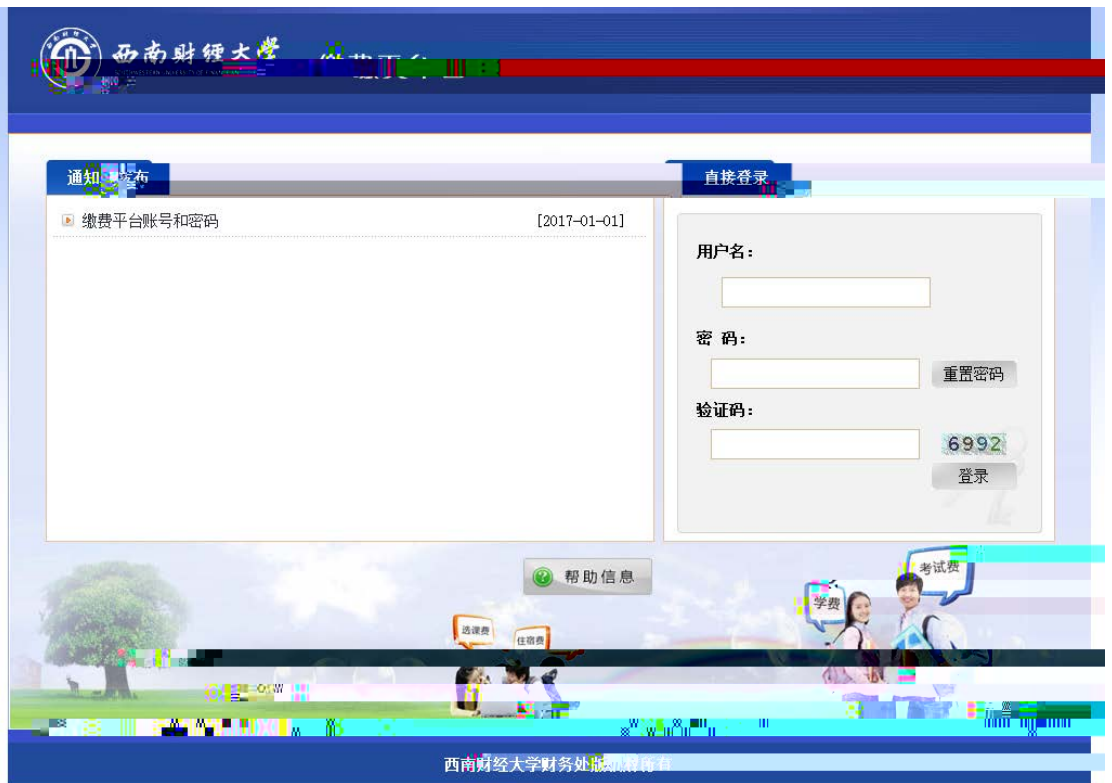 西南财经大学
通知
直接登录
缴费平台账号和密码 [2017-01-01]
用户名：
密 码：
重置密码
验证码：
6992
登录
帮助信息
考试费
学费
选课费
住宿费
西南财经大学财务处版